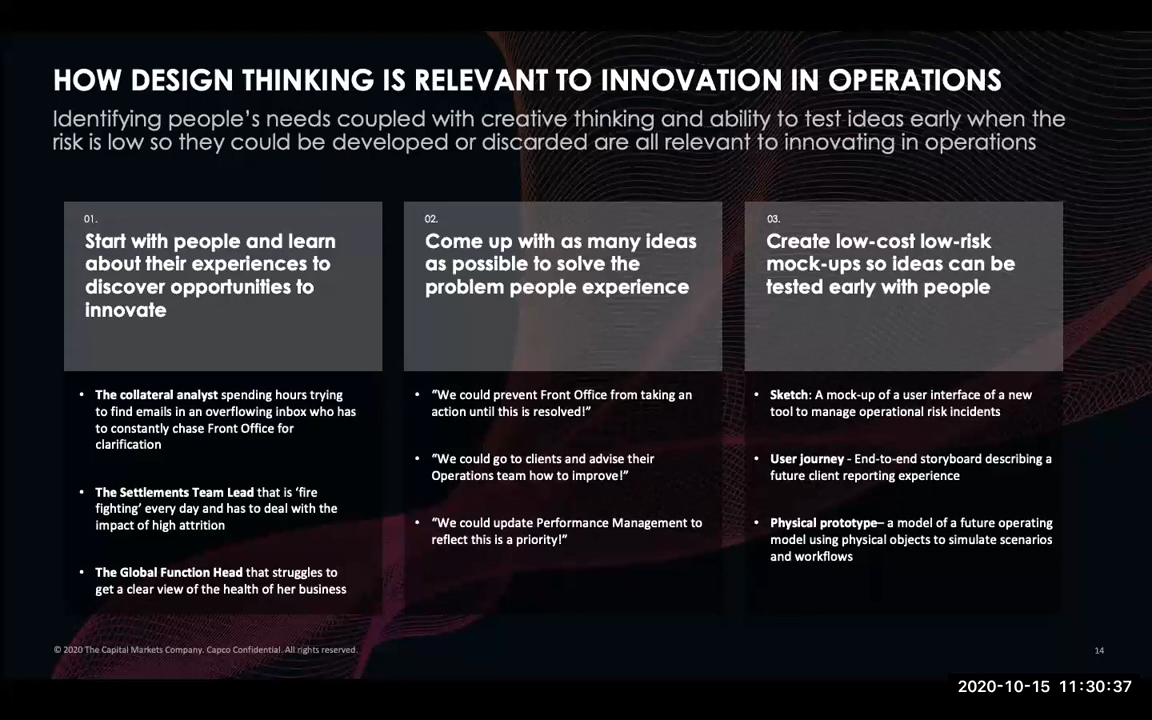 HOW DESIGN THINKING IS RELEVANT TO INNOVATION IN OPERATIONS
Identifying people's needs coupled with creative thinking and ability to test ideas early when the
risk is low so they could be developed or discarded are all relevant to innovating in operations
01.
Start with people and learn
about their experiences to
discover opportunities to
innovate
• The collateral analyst spending hours trying
to find emails in an overflowing inbox who has
to constantly chase Front Office for
clarification
• The Settlements Team Lead that is ‘fire
fighting’ every day and has to deal with the
impact of high attrition
• The Global Function Head that struggles to
get a clear view of the health of her business
02.
Come up with as many ideas
as possible to solve the
problem people experience
• “We could prevent Front Office from taking an
action until this is resolved!”
• “We could go to clients and advise their
Operations team how to improve!”
• “We could update Performance Management to
reflect this is a priority!”
03.
Create low-cost low-risk
mock-ups so ideas can be
tested early with people
• Sketch: A mock-up of a user interface of a new
tool to manage operational risk incidents
• User journey - End-to-end storyboard describing a
future client reporting experience
• Physical prototype– a model of a future operating
model using physical objects to simulate scenarios
and workflows
© 2020 The Capital Markets Company. Capco Confidential. All rights reserved.
14
2020-10-15 11:30:37